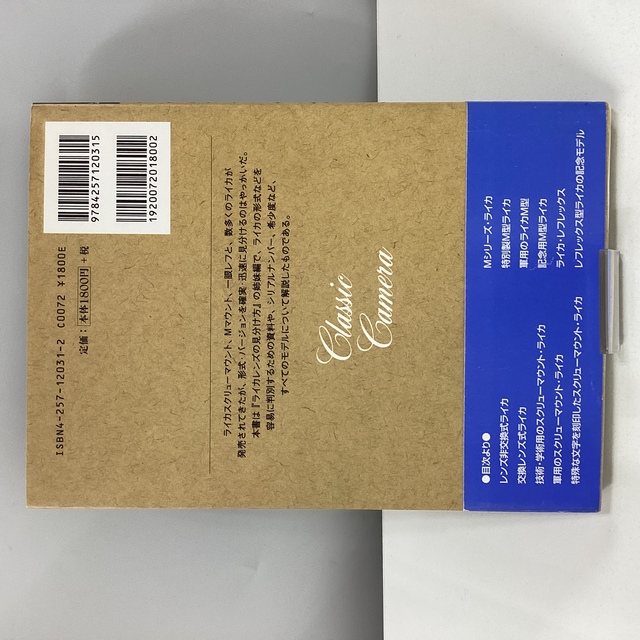 9784257120315
1920072018002
ISBN4-257-12031-2 C0072 ¥1800E
定価：本体1800円＋税
ライカスクリューマウント、Mマウント、一眼レフと、数多くのライカが
発売されてきたが、形式・バージョンを確実・迅速に見分けるのはやっかいだ。
本書は『ライカレンズの見分け方』の姉妹編で、ライカの形式などを
容易に判別するための資料や、シリアルナンバー、希少度など、
すべてのモデルについて解説したものである。
Classic
Camera
●目次より●
レンズ非交換式ライカ
交換レンズ式ライカ
技術・学術用のスクリューマウント・ライカ
軍用のスクリューマウント・ライカ
特殊な文字を刻印したスクリューマウント・ライカ
Mシリーズ・ライカ
特別製M型ライカ
軍用のライカM型
記念用M型ライカ
ライカ・レフレックス
レフレックス型ライカの記念モデル